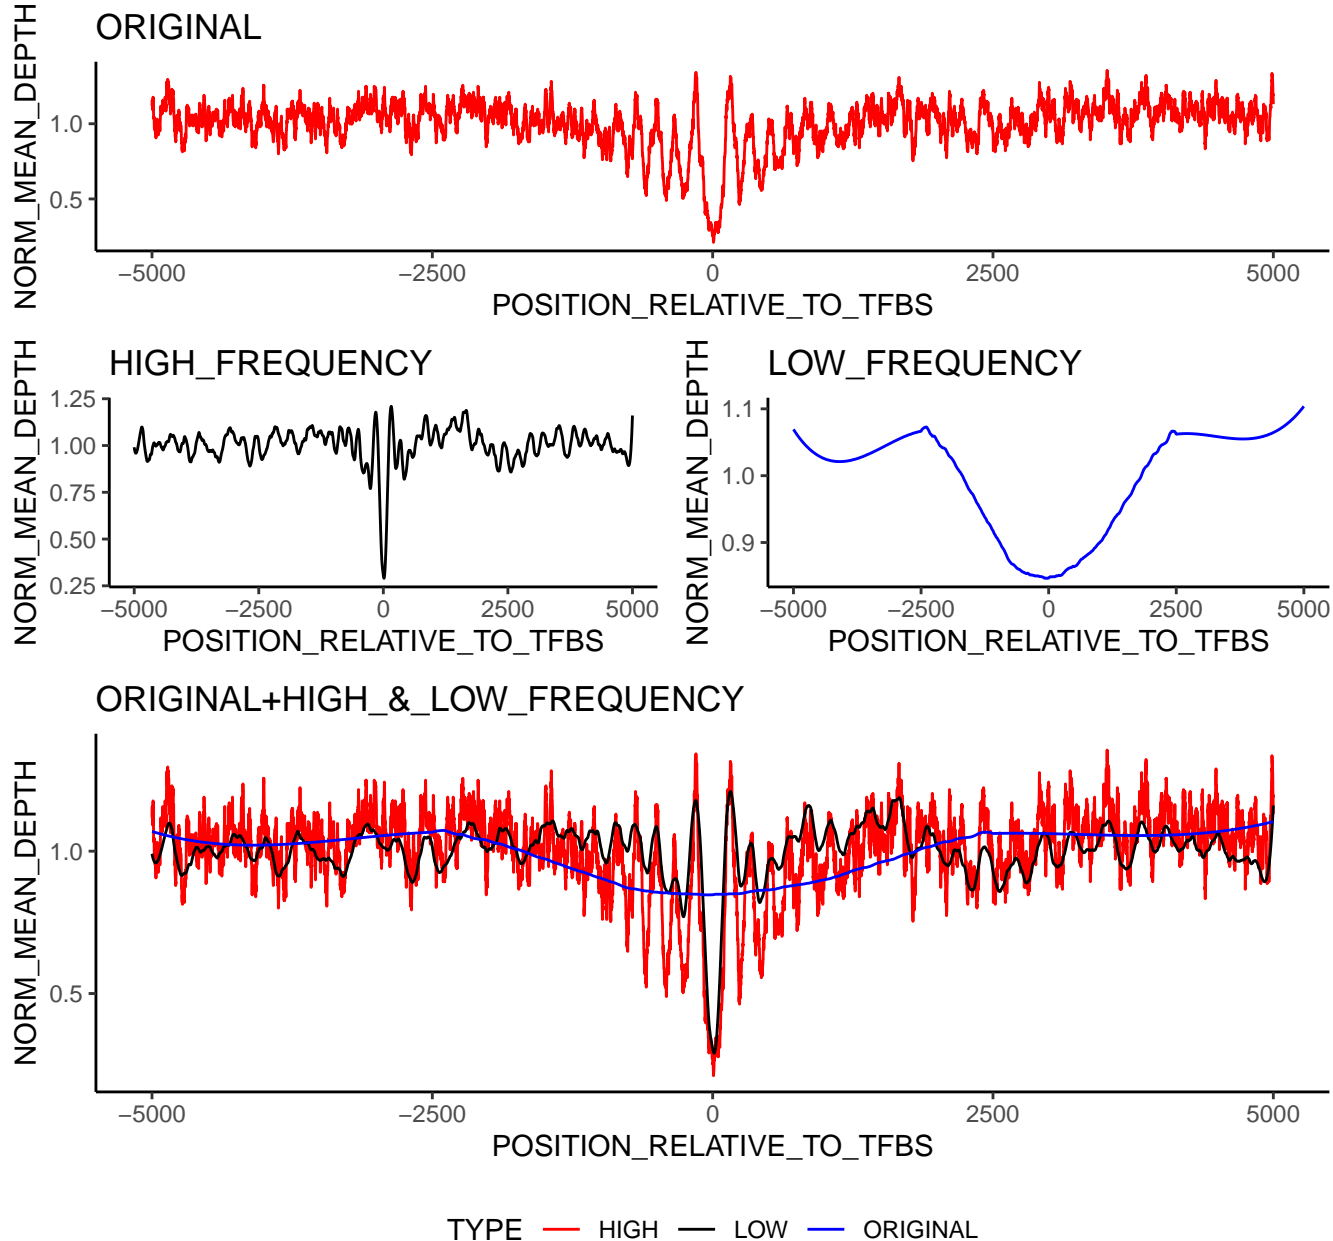 ORIGINAL
NORM_MEAN_DEPTH
1.0
0.5
−5000 −2500 0 2500 5000
POSITION_RELATIVE_TO_TFBS
HIGH_FREQUENCY
NORM_MEAN_DEPTH
1.25
1.00
0.75
0.50
0.25
−5000 −2500 0 2500 5000
POSITION_RELATIVE_TO_TFBS
LOW_FREQUENCY
NORM_MEAN_DEPTH
1.1
1.0
0.9
−5000 −2500 0 2500 5000
POSITION_RELATIVE_TO_TFBS
ORIGINAL+HIGH_&_LOW_FREQUENCY
NORM_MEAN_DEPTH
1.0
0.5
−5000 −2500 0 2500 5000
POSITION_RELATIVE_TO_TFBS
TYPE HIGH LOW ORIGINAL